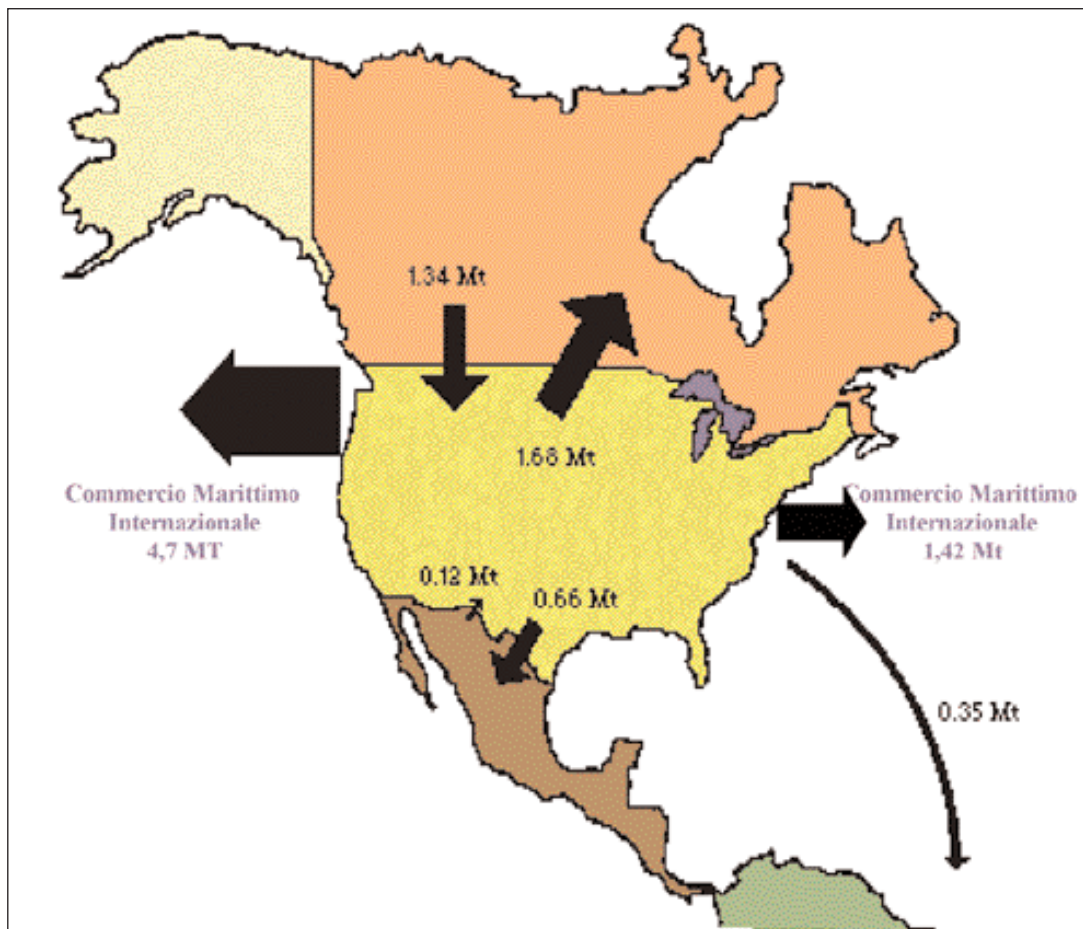 1.34 Mt
1.68 Mt
Commercio Marittimo
Internazionale
4,7 MT
Commercio Marittimo
Internazionale
1,42 Mt
0.12 Mt
0.66 Mt
0.35 Mt